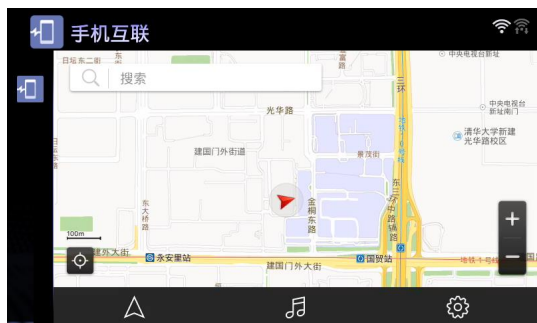 手机互联
日坛东二街
中央电视台新址
搜索
三环
光华路
中央电视台
新址南门
清华大学新建
光华路校区
建国门外街道
景茂街
东大桥路
金桐东路
东三环中路辅路
100m
永安里站
国贸站
建国门外大街
地铁1号线